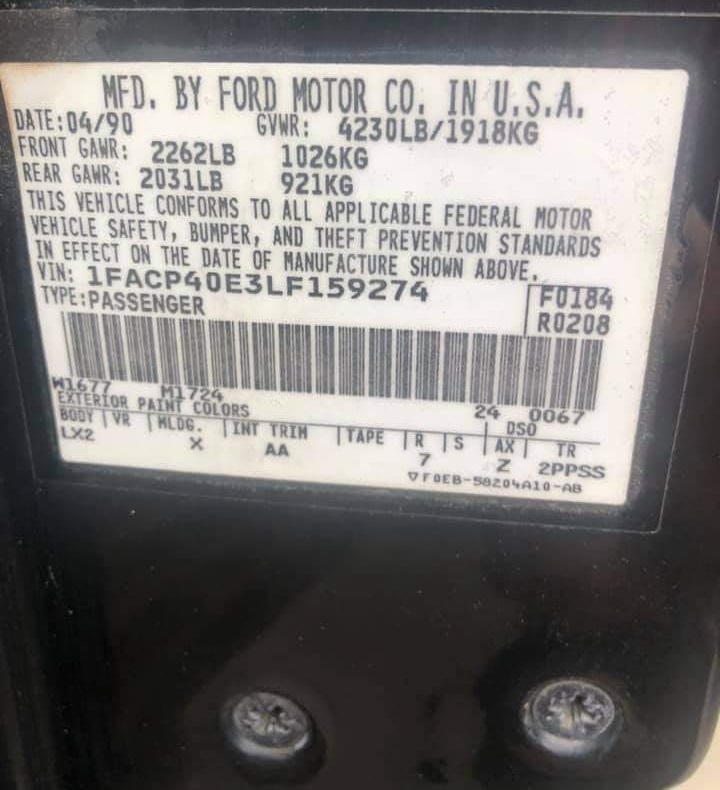 MFD. BY FORD MOTOR CO. IN U.S.A.
DATE:04/90 GVWR: 4230LB/1918KG
FRONT GAWR: 2262LB 1026KG
REAR GAWR: 2031LB 921KG
THIS VEHICLE CONFORMS TO ALL APPLICABLE FEDERAL MOTOR
VEHICLE SAFETY, BUMPER, AND THEFT PREVENTION STANDARDS
IN EFFECT ON THE DATE OF MANUFACTURE SHOWN ABOVE.
VIN: 1FACP40E3LF159274 F0184
TYPE:PASSENGER R0208
M1677 M1724 24 0067
EXTERIOR PAINT COLORS DSO
BODY VR MLDG. INT TRIM TAPE R S AX TR
LX2 X AA 7 Z 2PPSS
▽F0EB-58204A10-AB